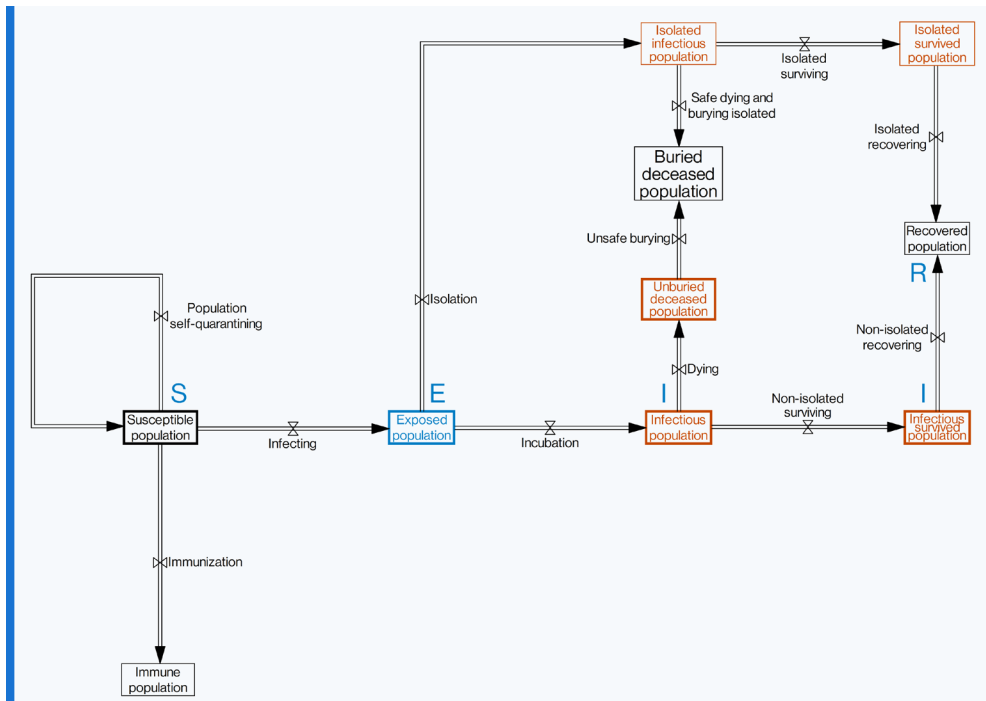 Isolated
infectious
population
Isolated
surviving
Isolated
survived
population
Safe dying and
burying isolated
Isolated
recovering
Buried
deceased
population
Unsafe burying
Recovered
population
R
Unburied
deceased
population
Isolation
Population
self-quarantining
Non-isolated
recovering
Dying
S
E
I
I
Non-isolated
surviving
Susceptible
population
Infecting
Exposed
population
Incubation
Infectious
population
Infectious
survived
population
Immunization
Immune
population